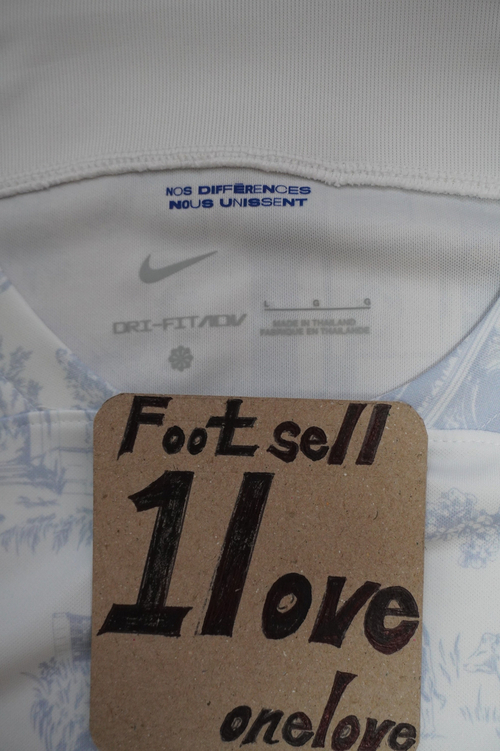 NOS DIFFÉRENCES
NOUS UNISSENT
DRI-FIT ADV
L G G
MADE IN THAILAND
FABRIQUÉ EN THAÏLANDE
Foot sell
1love
onelove